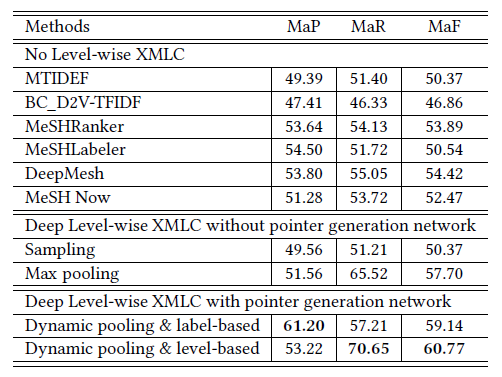 Methods MaP MaR MaF
No Level-wise XMLC
MTIDEF 49.39 51.40 50.37
BC_D2V-TFIDF 47.41 46.33 46.86
MeSHRanker 53.64 54.13 53.89
MeSHLabeler 54.50 51.72 50.54
DeepMesh 53.80 55.05 54.42
MeSH Now 51.28 53.72 52.47
Deep Level-wise XMLC without pointer generation network
Sampling 49.56 51.21 50.37
Max pooling 51.56 65.52 57.70
Deep Level-wise XMLC with pointer generation network
Dynamic pooling & label-based 61.20 57.21 59.14
Dynamic pooling & level-based 53.22 70.65 60.77